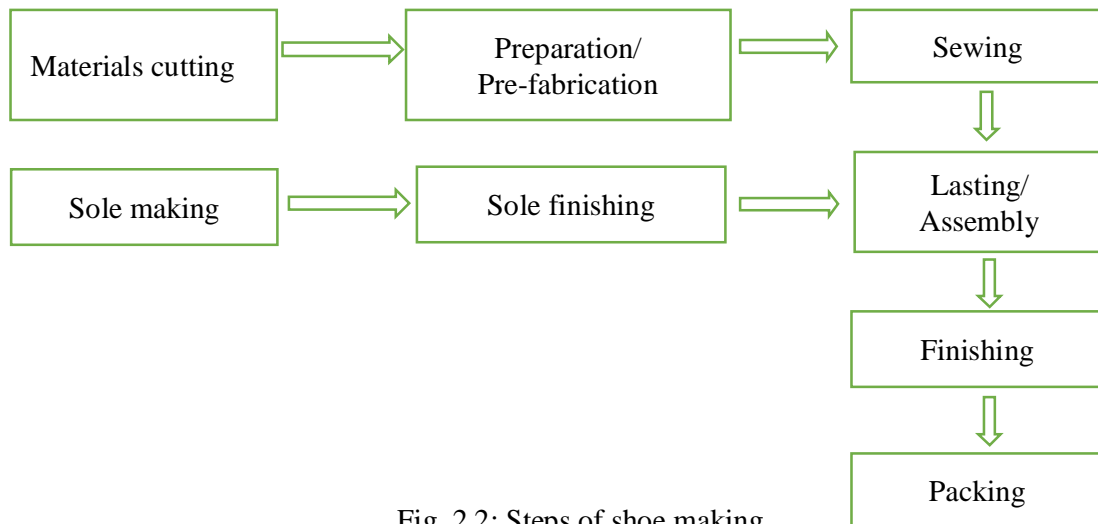 Materials cutting
Preparation/
Pre-fabrication
Sewing
Sole making
Sole finishing
Lasting/
Assembly
Finishing
Packing
Fig. 2.2: Steps of shoe making